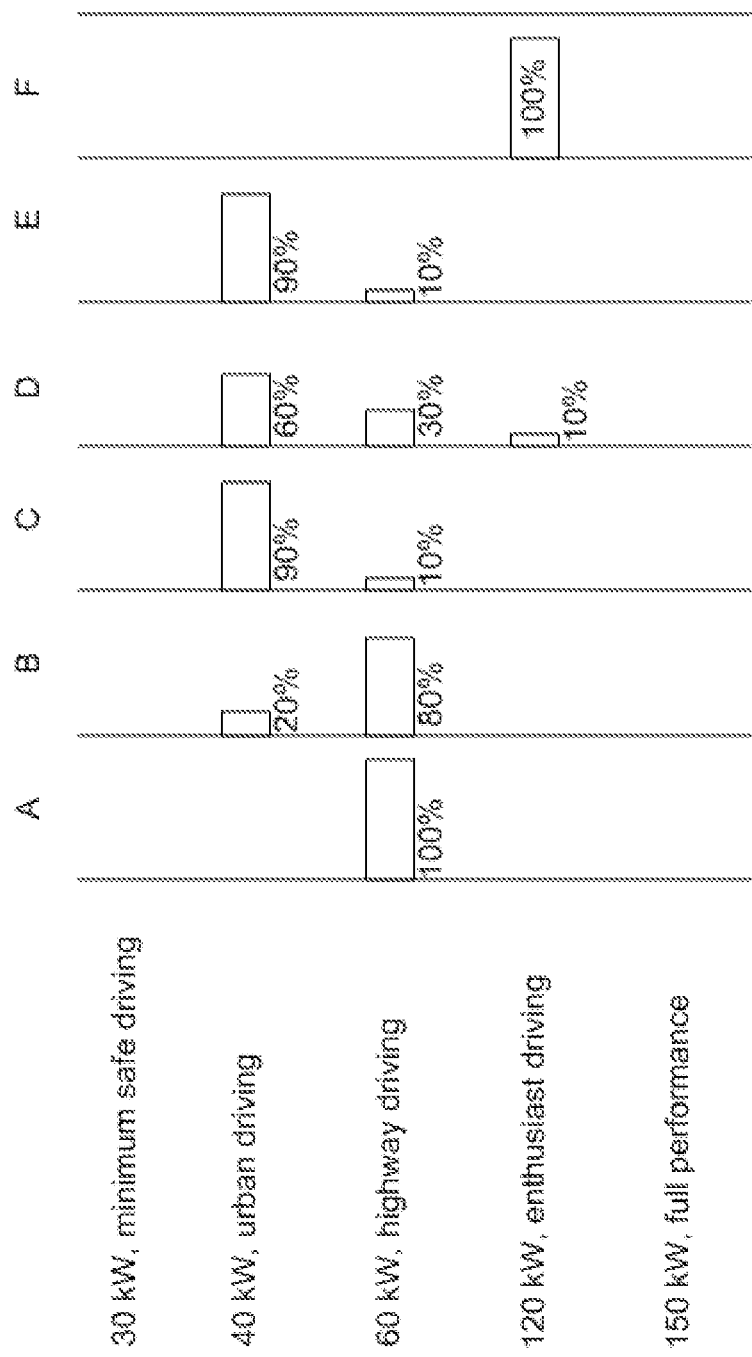 A B C D E F
30 kW, minimum safe driving
40 kW, urban driving 20% 90% 60% 90%
60 kW, highway driving 100% 80% 10% 30% 10%
120 kW, enthusiast driving 10% 100%
150 kW, full performance